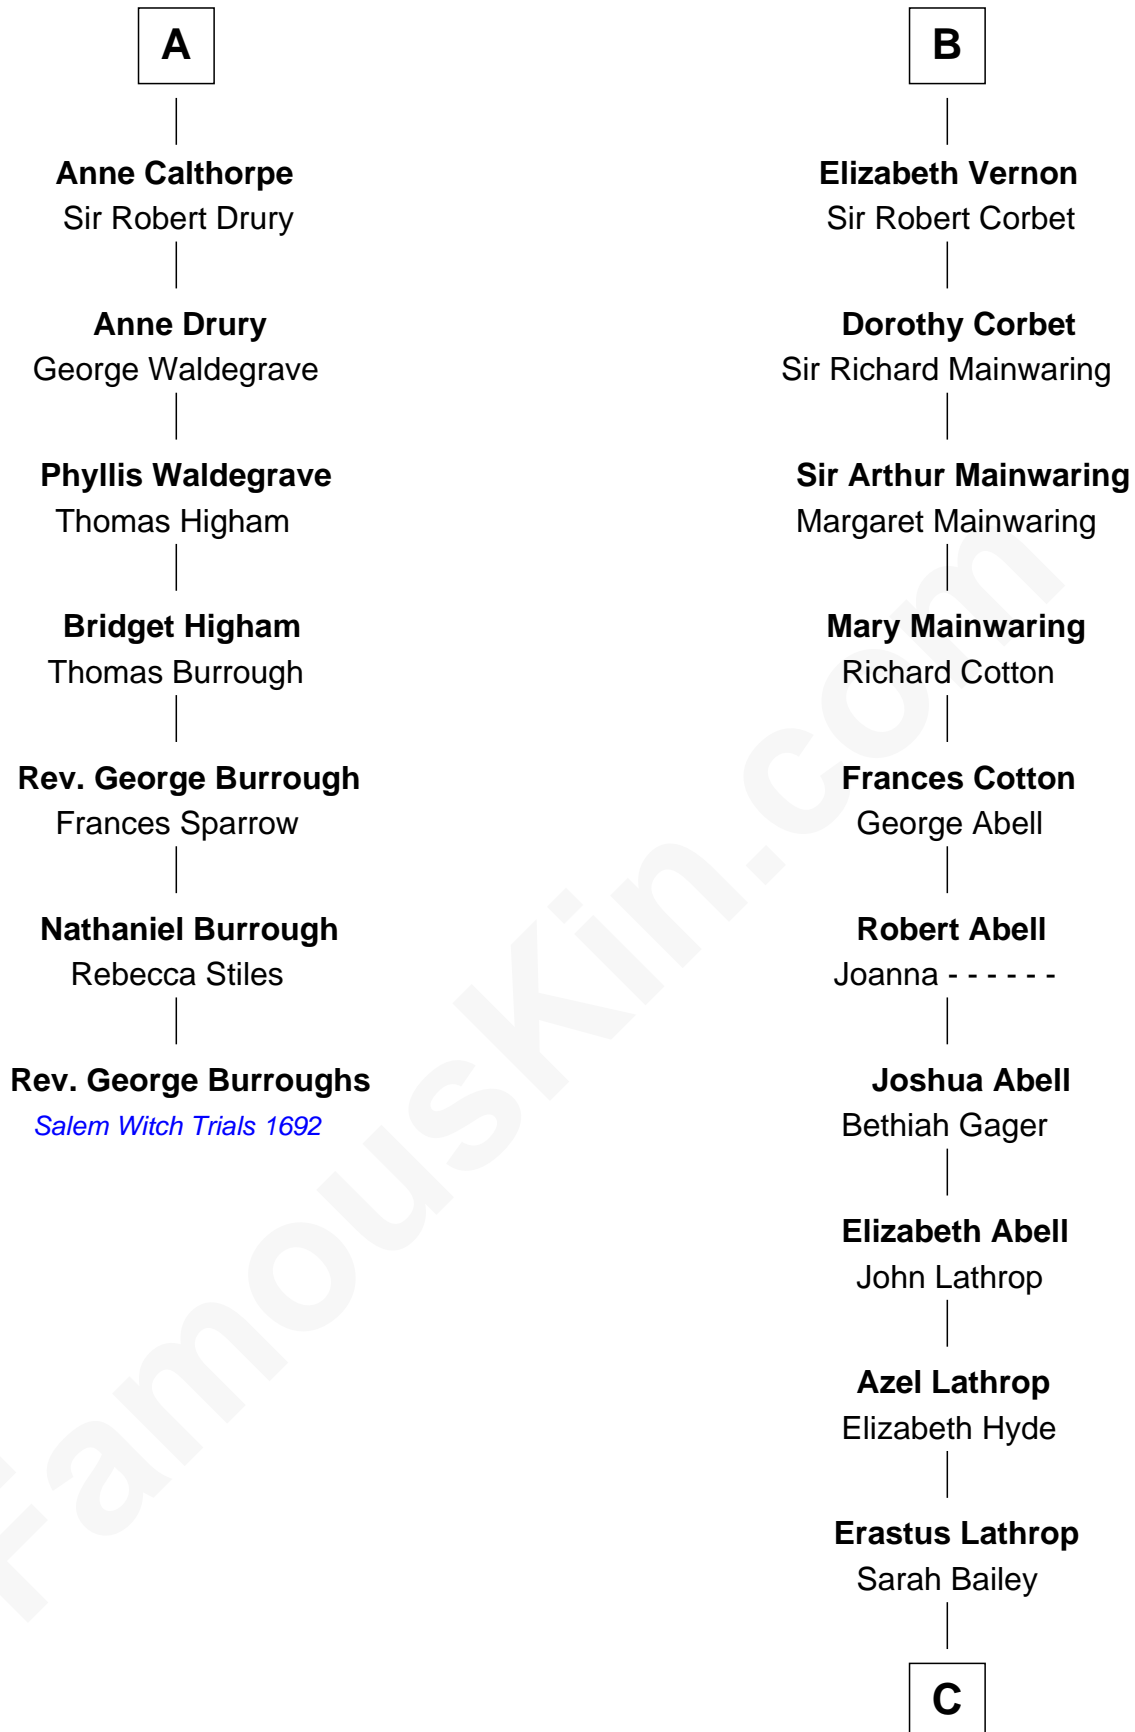 A
Anne Calthorpe
Sir Robert Drury
Anne Drury
George Waldegrave
Phyllis Waldegrave
Thomas Higham
Bridget Higham
Thomas Burrough
Rev. George Burrough
Frances Sparrow
Nathaniel Burrough
Rebecca Stiles
Rev. George Burroughs
Salem Witch Trials 1692
B
Elizabeth Vernon
Sir Robert Corbet
Dorothy Corbet
Sir Richard Mainwaring
Sir Arthur Mainwaring
Margaret Mainwaring
Mary Mainwaring
Richard Cotton
Frances Cotton
George Abell
Robert Abell
Joanna - - - - - -
Joshua Abell
Bethiah Gager
Elizabeth Abell
John Lathrop
Azel Lathrop
Elizabeth Hyde
Erastus Lathrop
Sarah Bailey
C
FamousKin.com